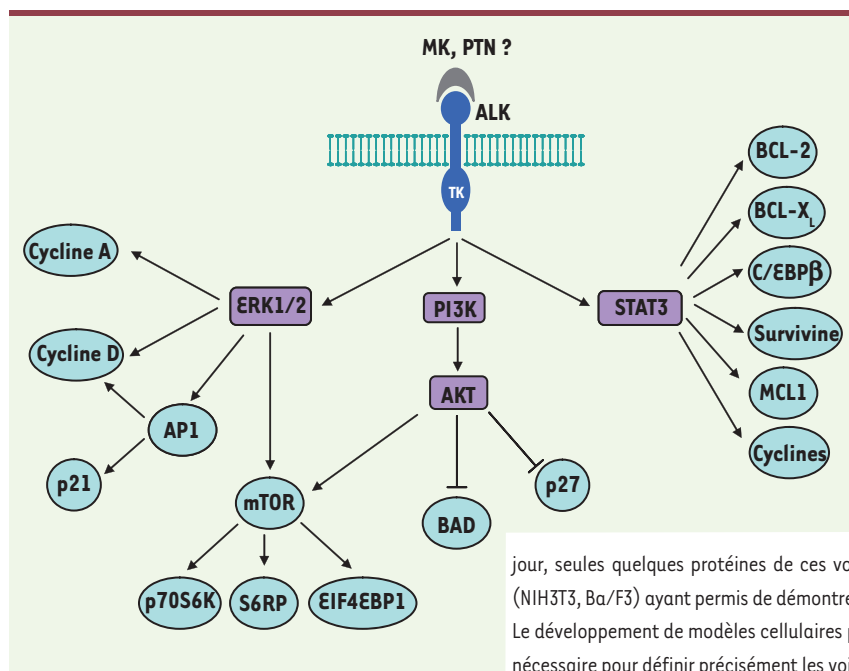 MK, PTN ?
ALK
TK
BCL-2
BCL-X_L
C/EBPβ
Survivine
MCL1
Cyclines
Cycline A
ERK1/2
PI3K
STAT3
Cycline D
AKT
AP1
p21
mTOR
p27
BAD
p70S6K
S6RP
EIF4EBP1
jour, seules quelques protéines de ces vo
(NIH3T3, Ba/F3) ayant permis de démontre
Le développement de modèles cellulaires p
nécessaire pour définir précisément les voi